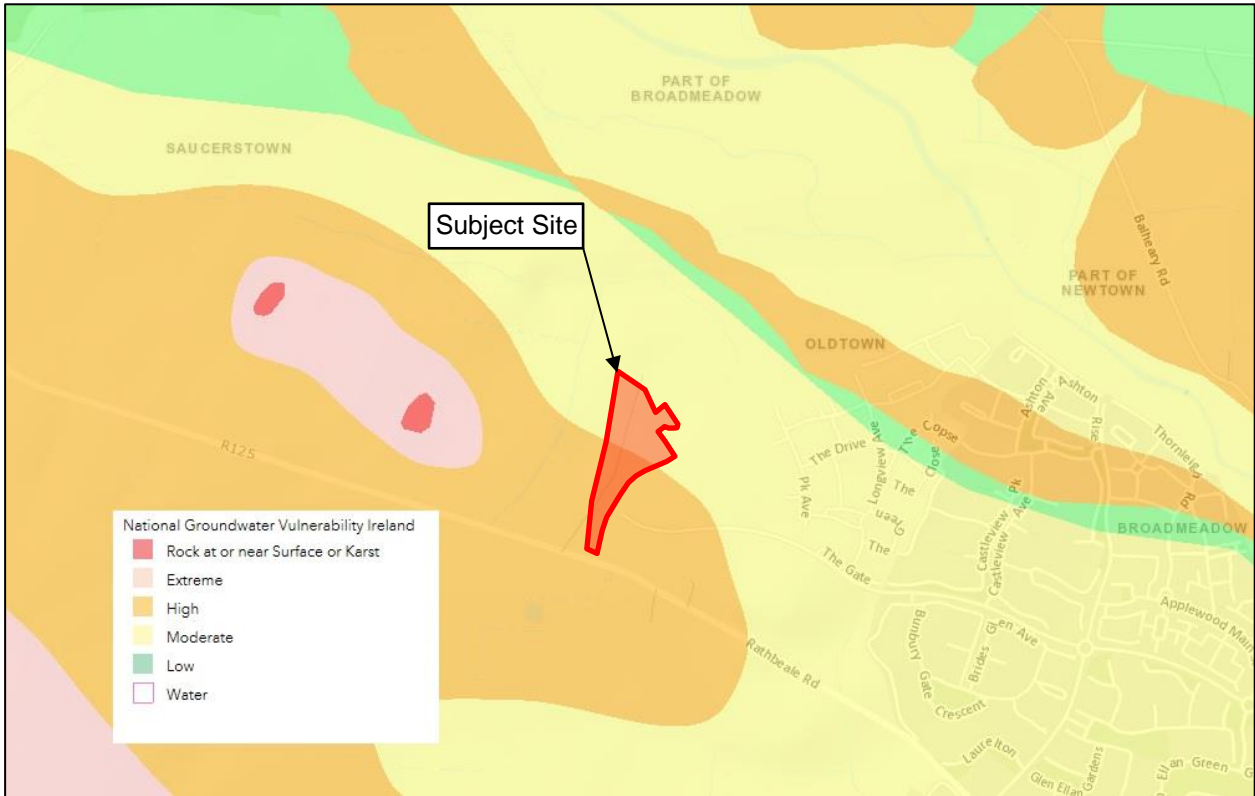 PART OF
BROADMEADOW
SAUCERSTOWN
Subject Site
Balheary Rd
PART OF
NEWTOWN
OLDTOWN
Ashton
Ave
Ashton
Rise
Thornleigh
Rd
The Copse
The Drive
Longview Ave
The Close
Pk Ave
The Green
The Gate
Castleview Pk
Castleview Ave
BROADMEADOW
R125
Applewood Main
Glen Ave
Brides
Bunbury
Gate
Crescent
Rathbeale Rd
Laurelton
Glen Ellan
Gardens
Green
National Groundwater Vulnerability Ireland
Rock at or near Surface or Karst
Extreme
High
Moderate
Low
Water